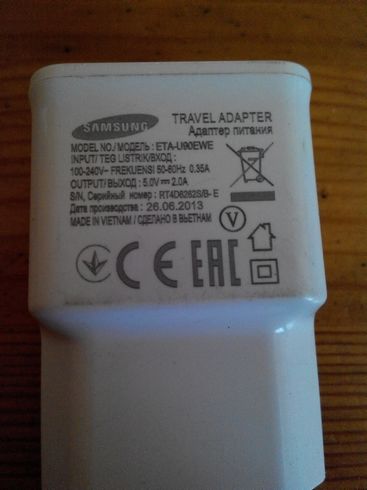 SAMSUNG
TRAVEL ADAPTER
Адаптер питания
MODEL NO./ МОДЕЛЬ : ETA-U90EWE
INPUT/ TEG LISTRIK/ВХОД :
100-240V~ FREKUENSI 50-60Hz 0.35A
OUTPUT/ ВЫХОД : 5.0V⎓2.0A
S/N, Серийный номер : RT4D6262S/B- E
Дата производства : 26.06.2013
MADE IN VIETNAM / СДЕЛАНО В ВЬЕТНАМ
V
CE EAC